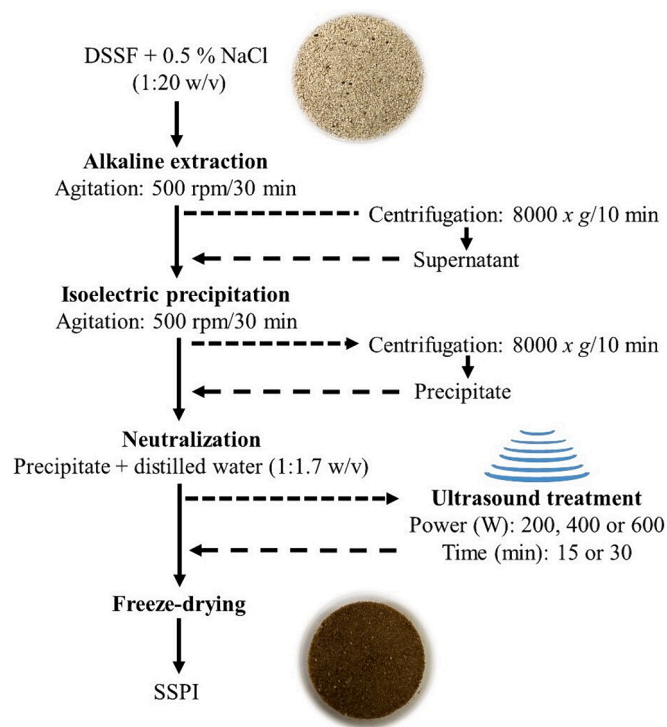 DSSF + 0.5 % NaCl
(1:20 w/v)
Alkaline extraction
Agitation: 500 rpm/30 min
Centrifugation: 8000 x g/10 min
Supernatant
Isoelectric precipitation
Agitation: 500 rpm/30 min
Centrifugation: 8000 x g/10 min
Precipitate
Neutralization
Precipitate + distilled water (1:1.7 w/v)
Ultrasound treatment
Power (W): 200, 400 or 600
Time (min): 15 or 30
Freeze-drying
SSPI